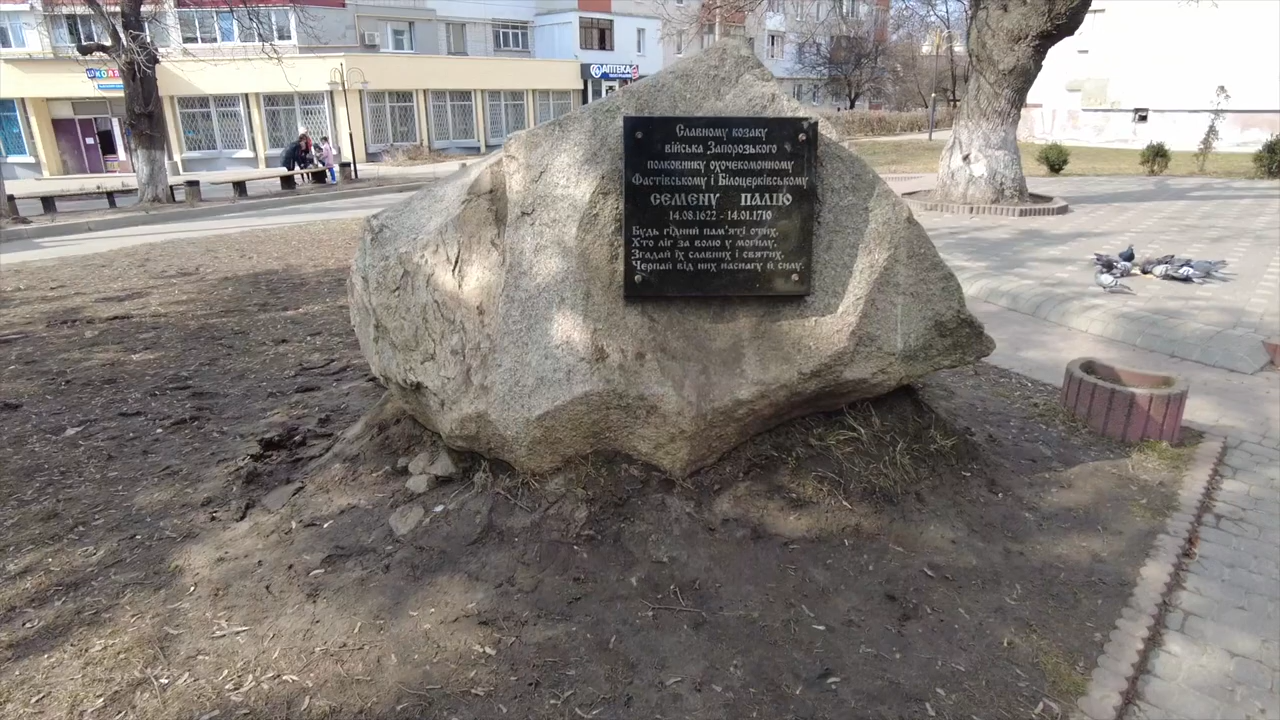 ШКОЛА
АПТЕКА
Славному козаку
війська Запорозького
полковнику охочекомонному
Фастівському і Білоцерківському
СЕМЕНУ ПАЛІЮ
14.08.1622 - 14.01.1710
Будь гідний пам'яті отих,
Хто ліг за волю у могилу,
Згадай їх славних і святих,
Черпай від них наснагу й силу.